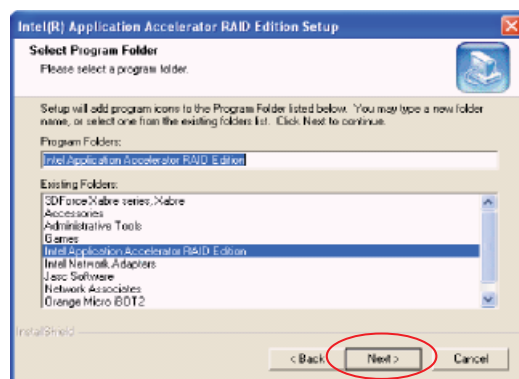 Intel(R) Application Accelerator RAID Edition Setup
Select Program Folder
Please select a program folder.
Setup will add program icons to the Program Folder listed below. You may type a new folder
name, or select one from the existing folders list. Click Next to continue.
Program Folders:
Intel Application Accelerator RAID Edition
Existing Folders:
3DForce Xabre series, Xabre
Accessories
Administrative Tools
Games
Intel Application Accelerator RAID Edition
Intel Network Adapters
Jasc Software
Network Associates
Orange Micro iBOT2
InstallShield
< Back
Next >
Cancel